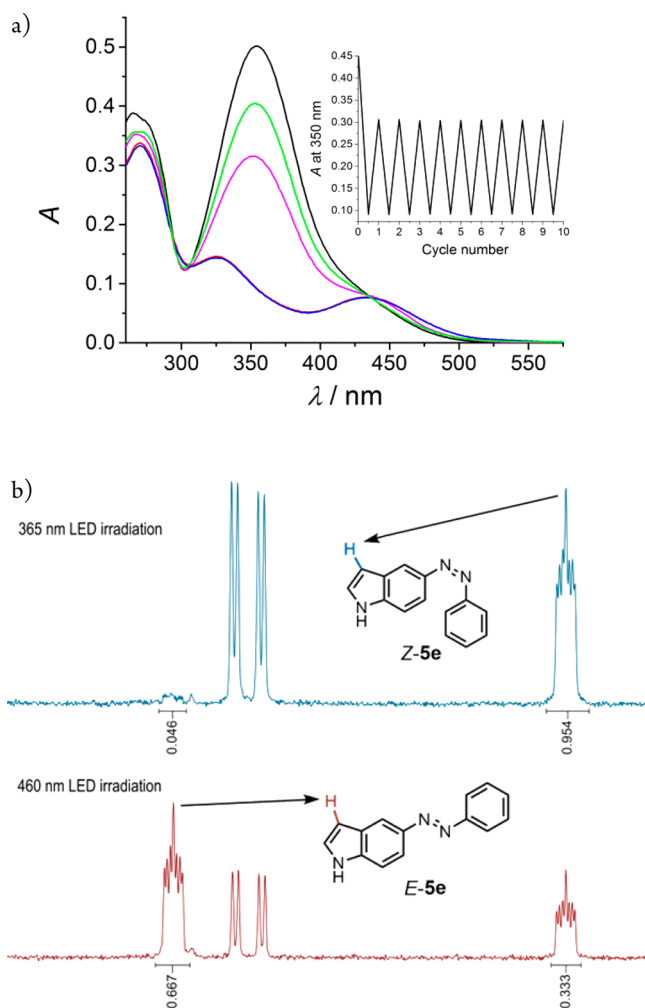 a)
0.5
0.4
0.3
0.2
0.1
0.0
A
300
350
400
450
500
550
λ / nm
0.45
0.40
0.35
0.30
0.25
0.20
0.15
0.10
A at 350 nm
0 1 2 3 4 5 6 7 8 9 10
Cycle number
b)
365 nm LED irradiation
H
N
N
N
H
Z-5e
0.046
0.954
460 nm LED irradiation
H
N
N
N
H
E-5e
0.667
0.333